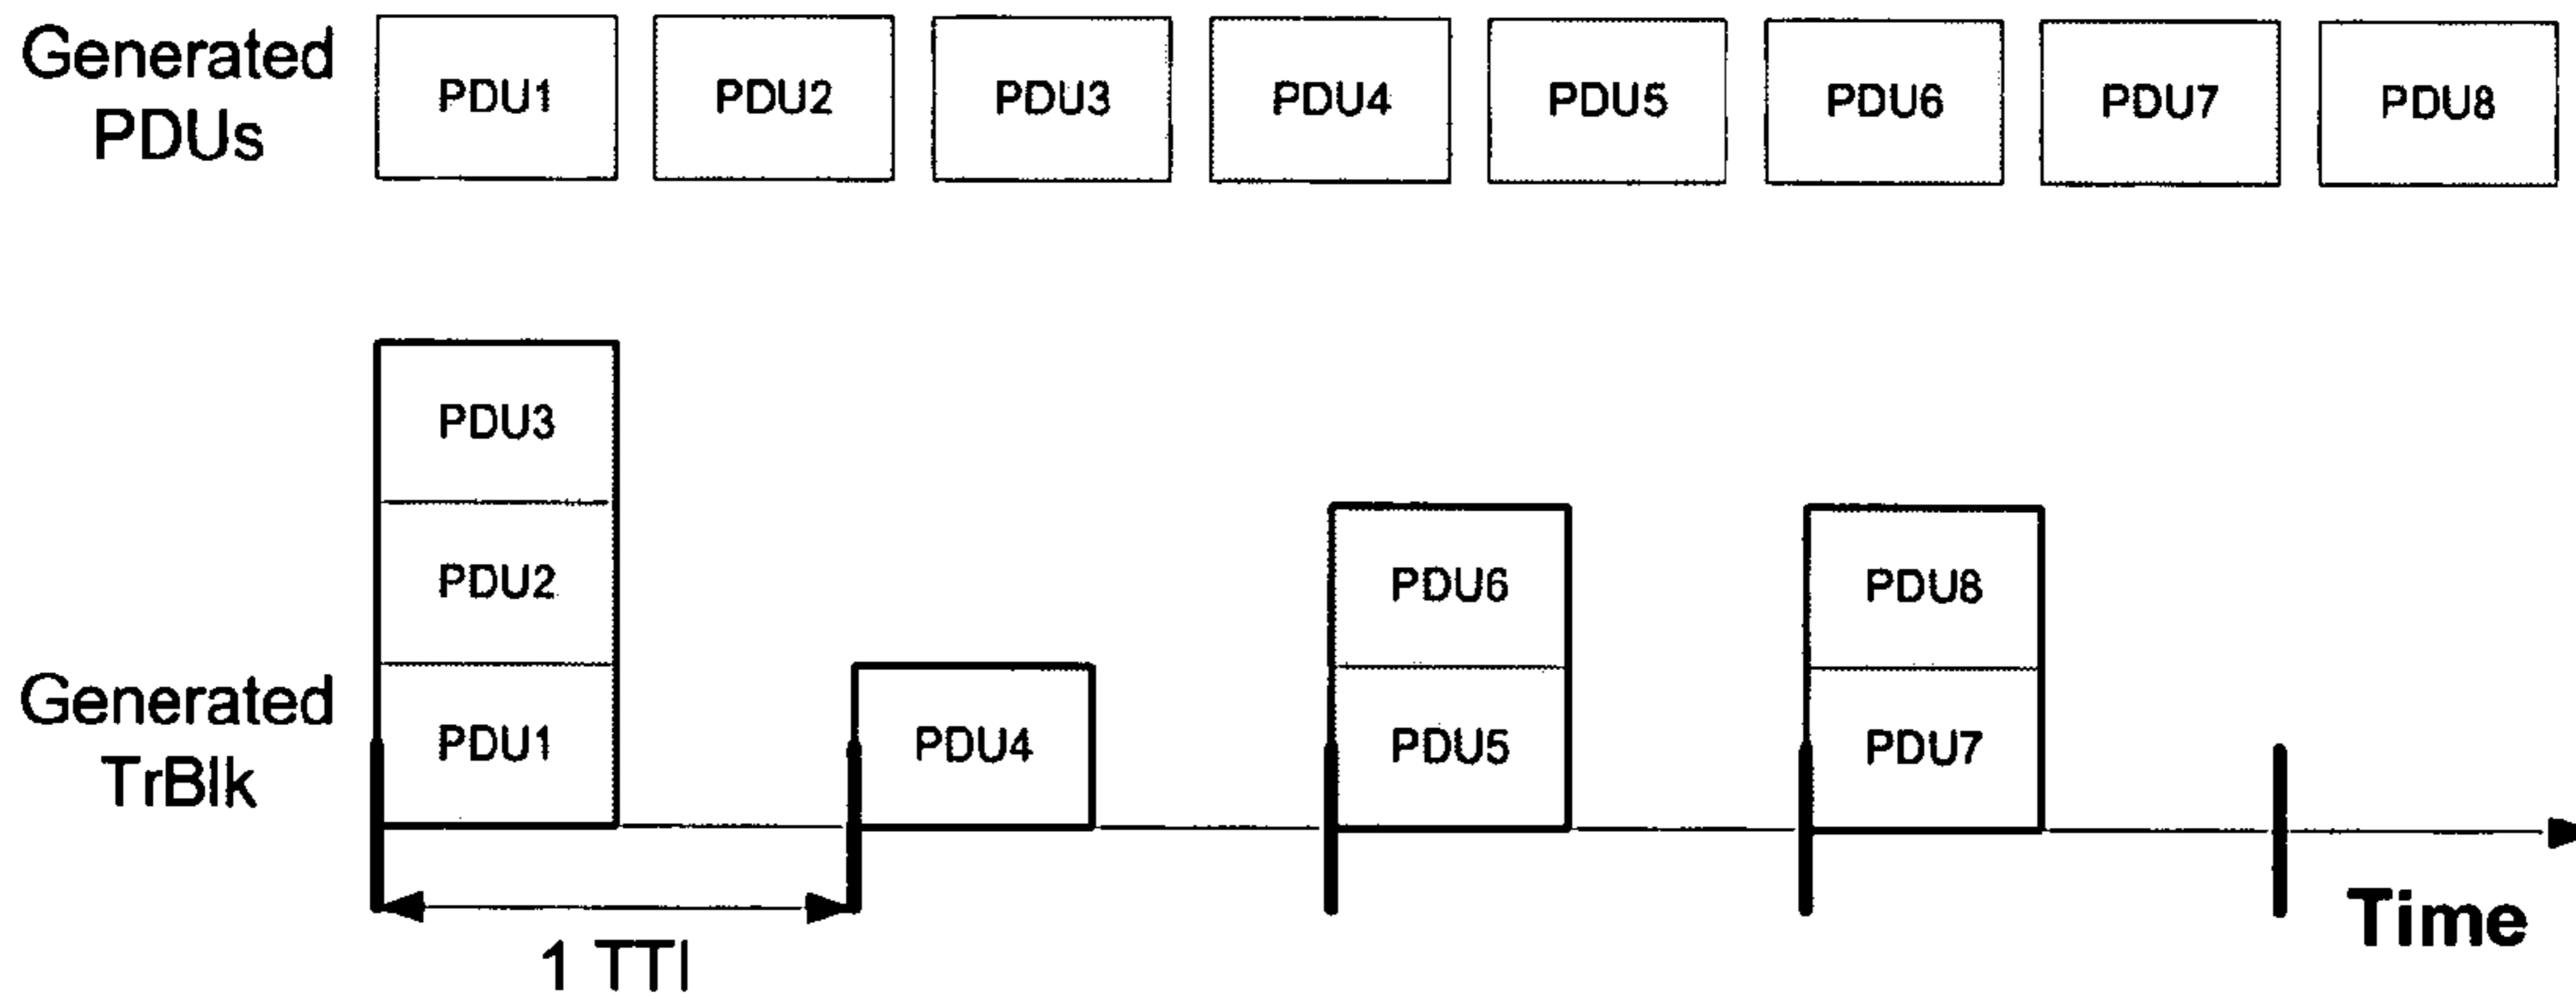 Generated
PDUs
PDU1 PDU2 PDU3 PDU4 PDU5 PDU6 PDU7 PDU8
PDU3
PDU2 PDU6 PDU8
Generated
TrBlk
PDU1 PDU4 PDU5 PDU7
1 TTI
Time